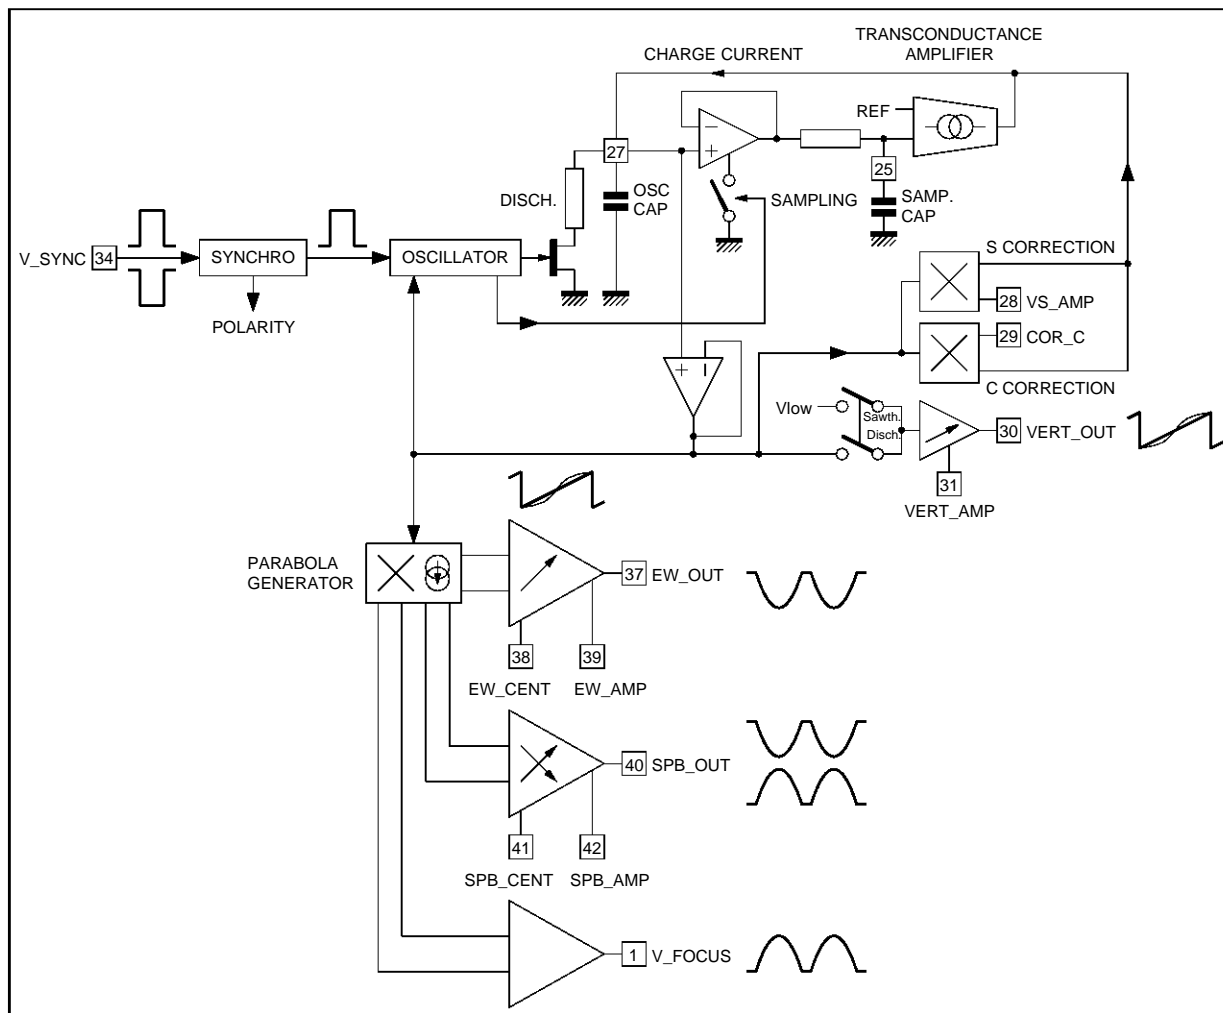 TRANSCONDUCTANCE
AMPLIFIER
CHARGE CURRENT
REF
27
25
DISCH.
OSC
CAP
SAMPLING
SAMP.
CAP
V_SYNC
34
SYNCHRO
OSCILLATOR
POLARITY
S CORRECTION
28
VS_AMP
29
COR_C
C CORRECTION
Vlow
Sawth.
Disch.
30
VERT_OUT
31
VERT_AMP
PARABOLA
GENERATOR
37
EW_OUT
38
39
EW_CENT
EW_AMP
40
SPB_OUT
41
42
SPB_CENT
SPB_AMP
1
V_FOCUS